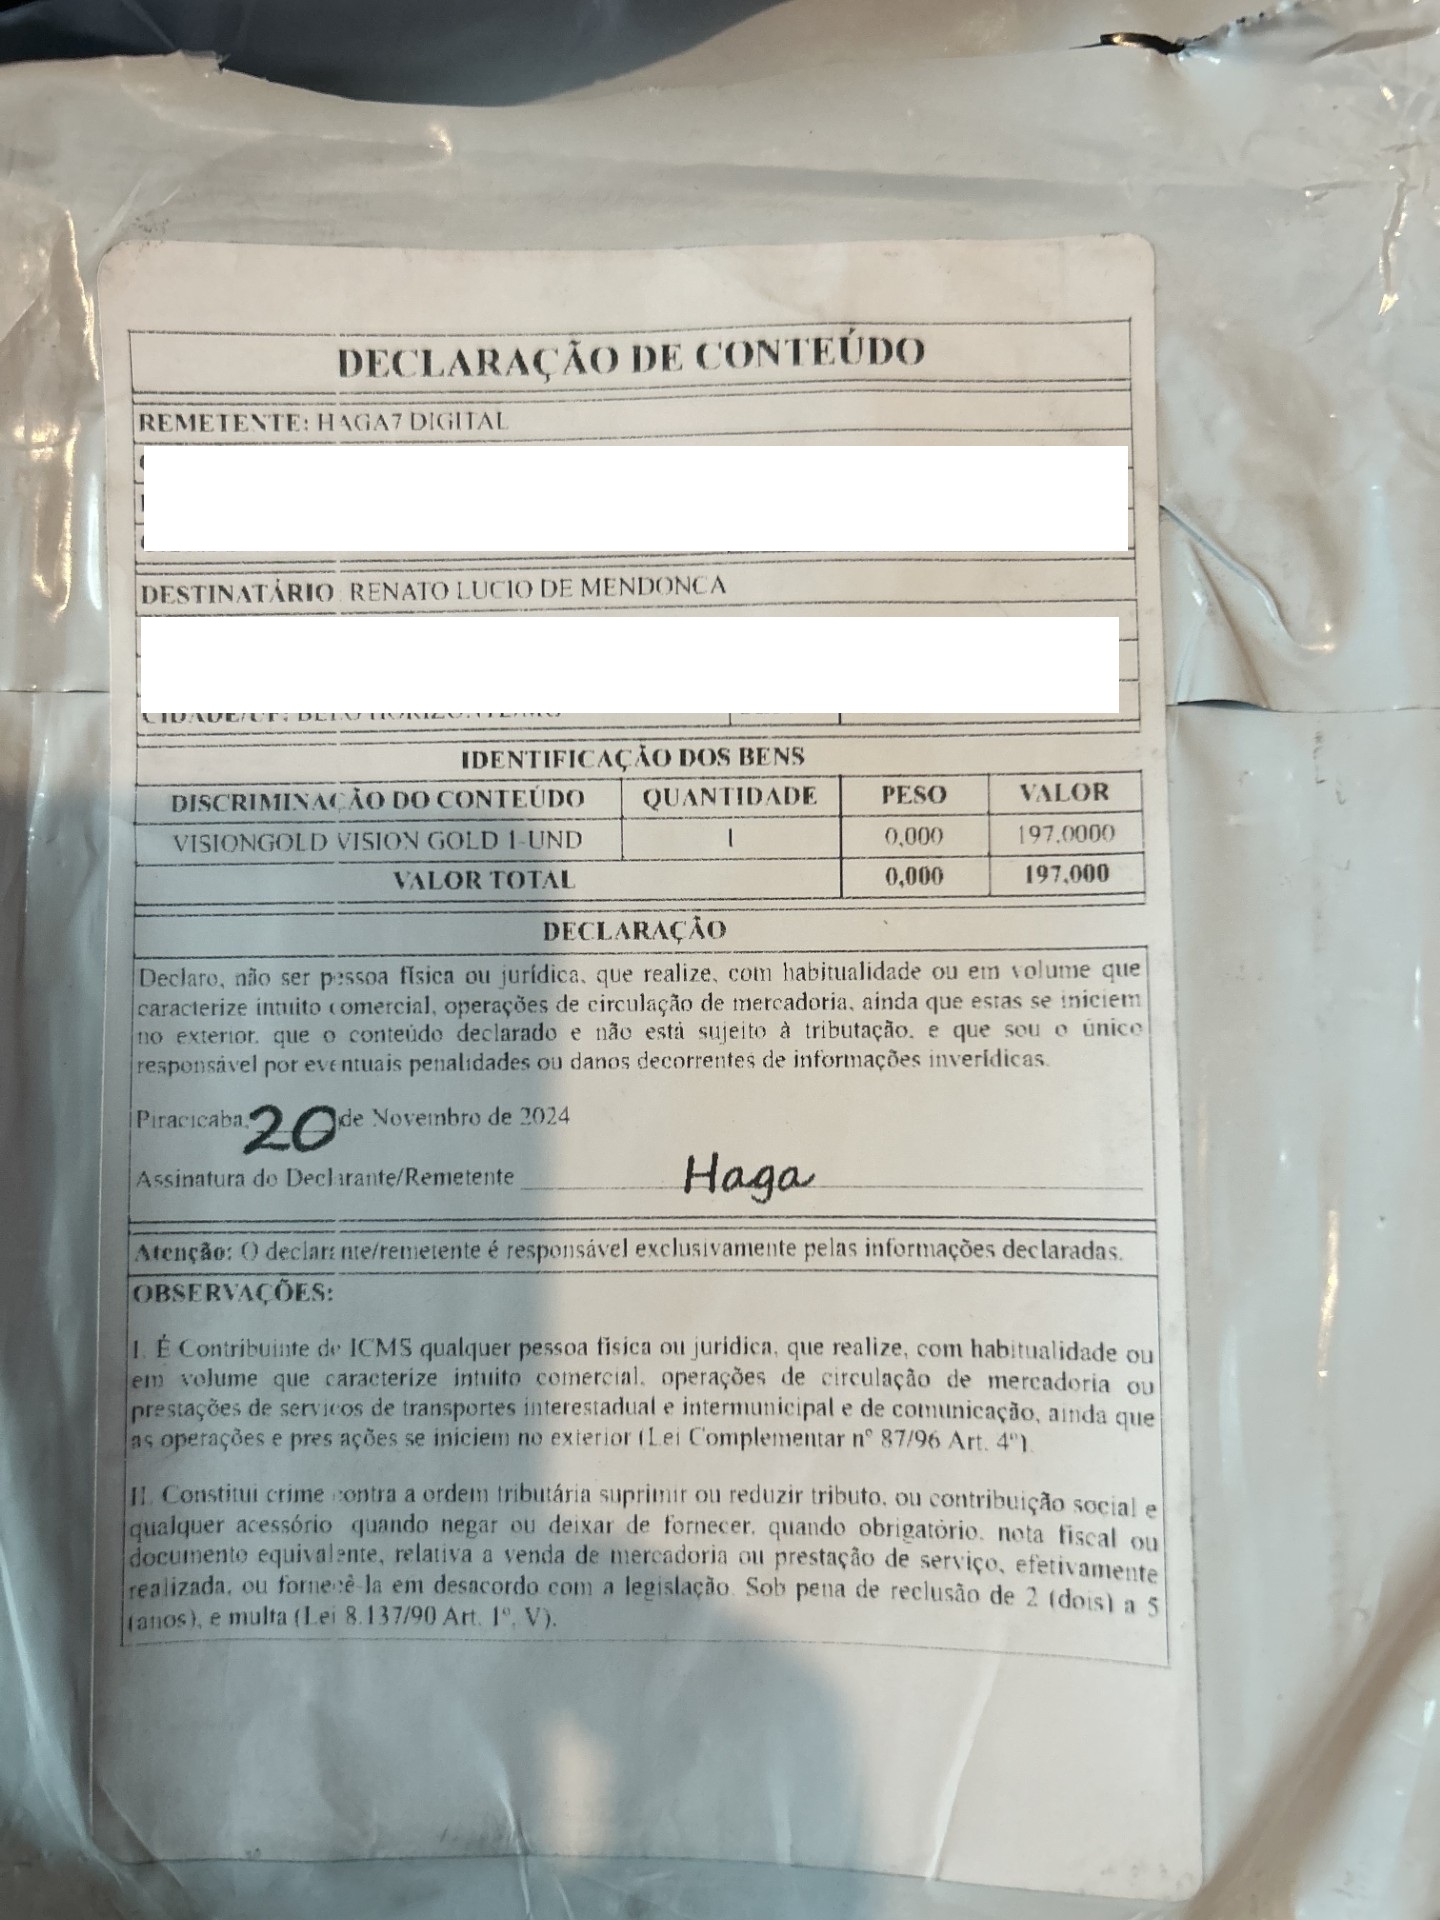 DECLARAÇÃO DE CONTEÚDO
REMETENTE: HAGA7 DIGITAL
DESTINATÁRIO RENATO LUCIO DE MENDONCA
CIDADE/UF: BELO HORIZONTE/MG
IDENTIFICAÇÃO DOS BENS
DISCRIMINAÇÃO DO CONTEÚDO QUANTIDADE PESO VALOR
VISIONGOLD VISION GOLD 1-UND 1 0,000 197,0000
VALOR TOTAL 0,000 197,000
DECLARAÇÃO
Declaro, não ser pessoa física ou jurídica, que realize, com habitualidade ou em volume que
caracterize intuito comercial, operações de circulação de mercadoria, ainda que estas se iniciem
no exterior, que o conteúdo declarado e não está sujeito à tributação, e que sou o único
responsável por eventuais penalidades ou danos decorrentes de informações inverídicas.
Piracicaba, 20 de Novembro de 2024
Assinatura do Declarante/Remetente Haga
Atenção: O declarante/remetente é responsável exclusivamente pelas informações declaradas.
OBSERVAÇÕES:
I. É Contribuinte de ICMS qualquer pessoa física ou jurídica, que realize, com habitualidade ou
em volume que caracterize intuito comercial, operações de circulação de mercadoria ou
prestações de serviços de transportes interestadual e intermunicipal e de comunicação, ainda que
as operações e prestações se iniciem no exterior (Lei Complementar nº 87/96 Art. 4º)
II. Constitui crime contra a ordem tributária suprimir ou reduzir tributo, ou contribuição social e
qualquer acessório quando negar ou deixar de fornecer, quando obrigatório, nota fiscal ou
documento equivalente, relativa a venda de mercadoria ou prestação de serviço, efetivamente
realizada, ou fornecê-la em desacordo com a legislação. Sob pena de reclusão de 2 (dois) a 5
(anos), e multa (Lei 8.137/90 Art. 1º, V).